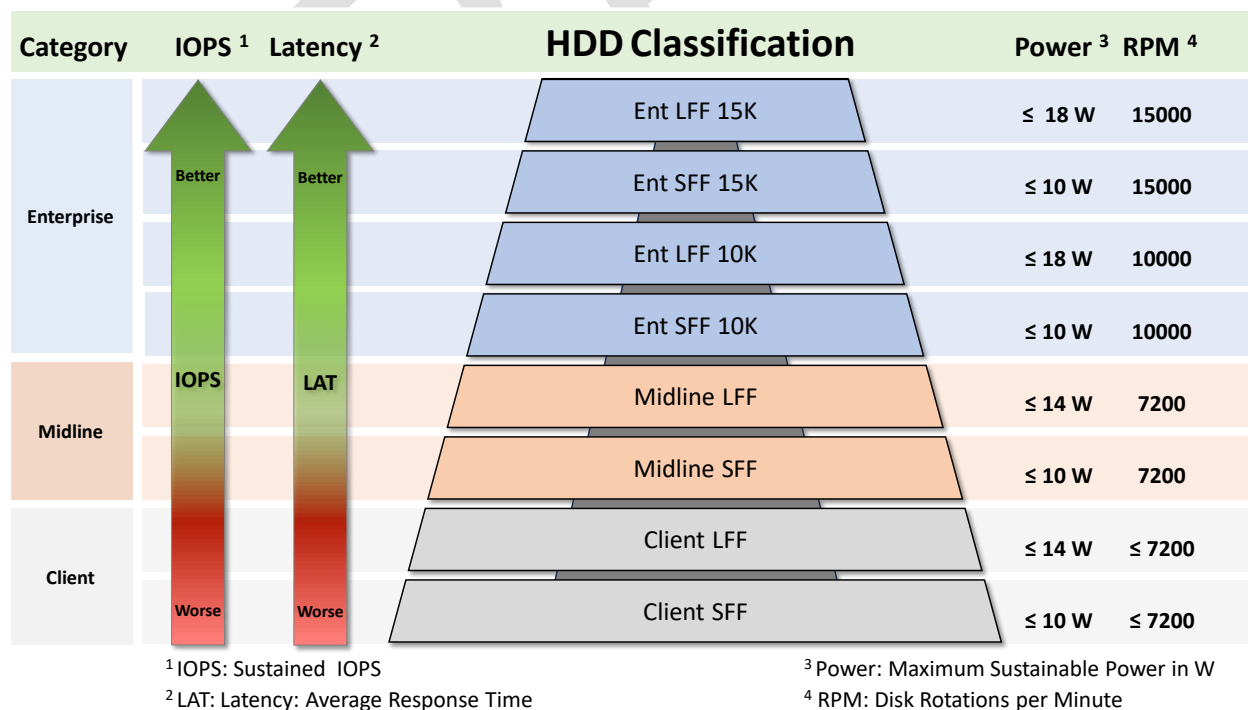 Category IOPS 1 Latency 2 HDD Classification Power 3 RPM 4
Enterprise
Midline
Client
Better
IOPS
Worse
Better
LAT
Worse
Ent LFF 15K ≤ 18 W 15000
Ent SFF 15K ≤ 10 W 15000
Ent LFF 10K ≤ 18 W 10000
Ent SFF 10K ≤ 10 W 10000
Midline LFF ≤ 14 W 7200
Midline SFF ≤ 10 W 7200
Client LFF ≤ 14 W ≤ 7200
Client SFF ≤ 10 W ≤ 7200
1 IOPS: Sustained IOPS
2 LAT: Latency: Average Response Time
3 Power: Maximum Sustainable Power in W
4 RPM: Disk Rotations per Minute